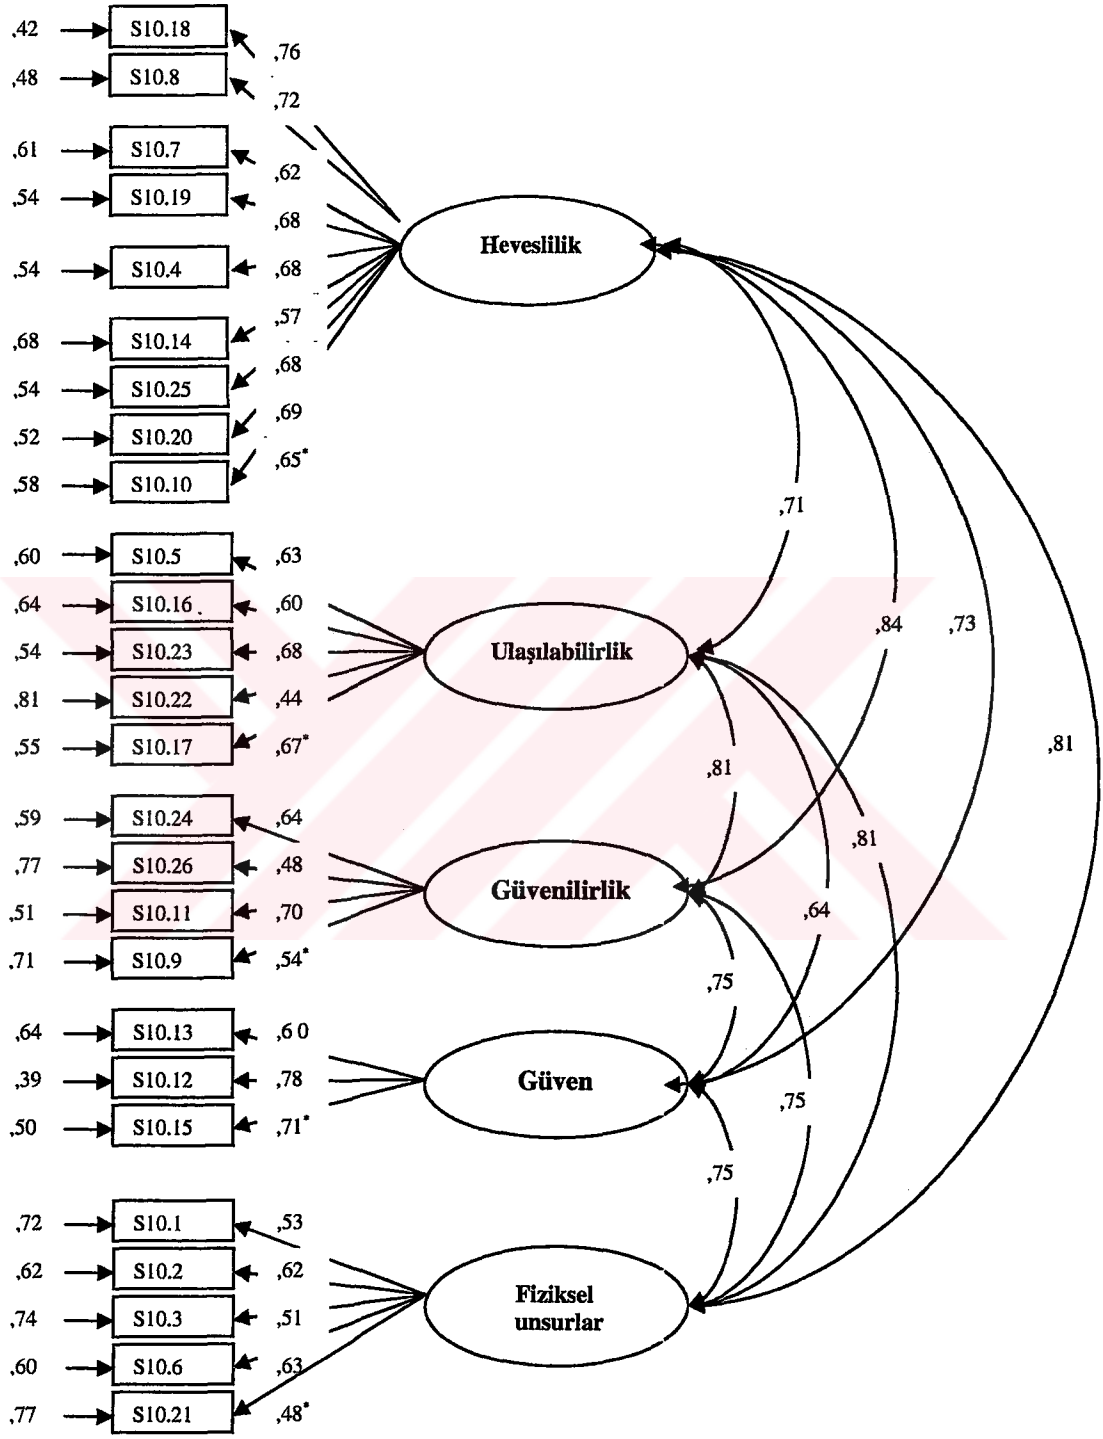 ,42 S10.18 ,76
,48 S10.8 ,72
,61 S10.7 ,62
,54 S10.19 ,68
Heveslilik
,54 S10.4 ,68
,68 S10.14 ,57
,54 S10.25 ,68
,52 S10.20 ,69
,58 S10.10 ,65*
,71
,60 S10.5 ,63
,64 S10.16 ,60
,84 ,73
,54 S10.23 ,68
Ulaşılabilirlik
,81 S10.22 ,44
,55 S10.17 ,67*
,81
,81
,59 S10.24 ,64
,81
,77 S10.26 ,48
Güvenilirlik
,51 S10.11 ,70
,64
,71 S10.9 ,54*
,75
,64 S10.13 ,60
,39 S10.12 ,78
Güven
,50 S10.15 ,71*
,75
,75
,72 S10.1 ,53
,62 S10.2 ,62
Fiziksel
unsurlar
,74 S10.3 ,51
,60 S10.6 ,63
,77 S10.21 ,48*